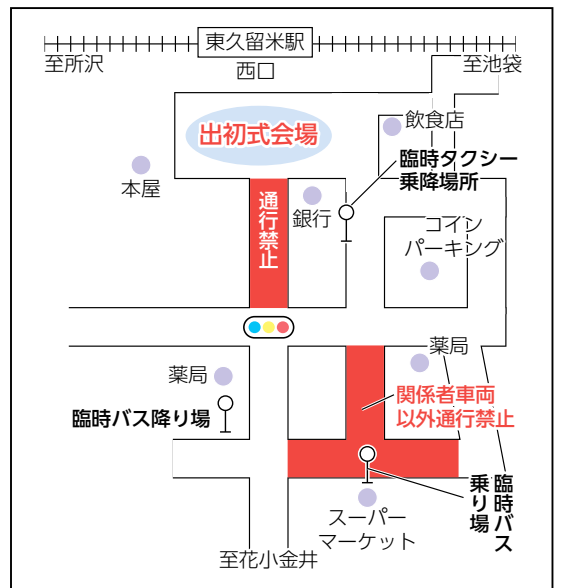 東久留米駅
至所沢
西口
至池袋
出初式会場
飲食店
臨時タクシー
乗降場所
本屋
通行禁止
銀行
コイン
パーキング
薬局
薬局
関係者車両
以外通行禁止
臨時バス降り場
臨時バス
乗り場
スーパー
マーケット
至花小金井